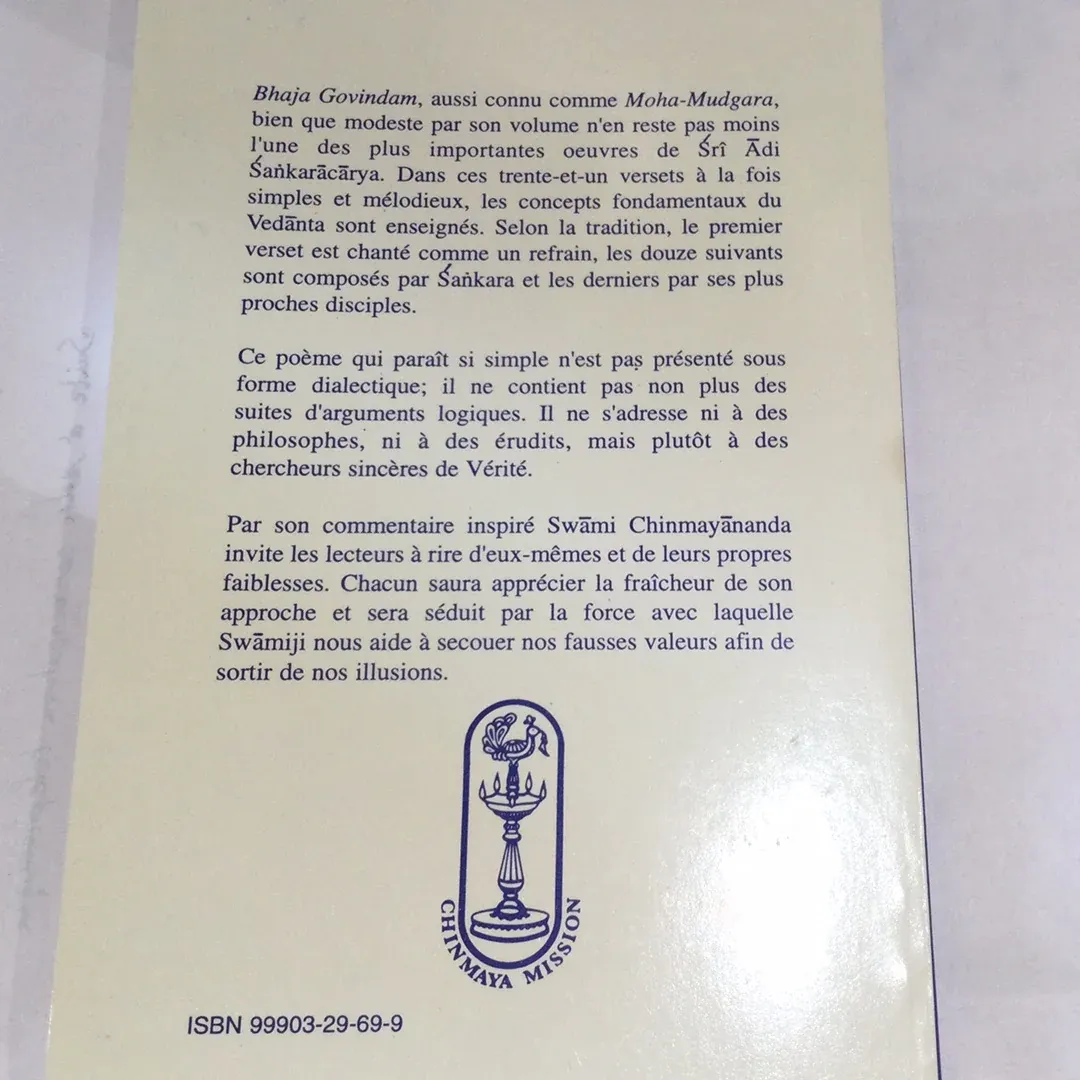 Bhaja Govindam, aussi connu comme Moha-Mudgara,
bien que modeste par son volume n'en reste pas moins
l'une des plus importantes oeuvres de Śrî Ādi
Śaṅkarācārya. Dans ces trente-et-un versets à la fois
simples et mélodieux, les concepts fondamentaux du
Vedānta sont enseignés. Selon la tradition, le premier
verset est chanté comme un refrain, les douze suivants
sont composés par Śaṅkara et les derniers par ses plus
proches disciples.
Ce poème qui paraît si simple n'est pas présenté sous
forme dialectique; il ne contient pas non plus des
suites d'arguments logiques. Il ne s'adresse ni à des
philosophes, ni à des érudits, mais plutôt à des
chercheurs sincères de Vérité.
Par son commentaire inspiré Swāmi Chinmayānanda
invite les lecteurs à rire d'eux-mêmes et de leurs propres
faiblesses. Chacun saura apprécier la fraîcheur de son
approche et sera séduit par la force avec laquelle
Swāmiji nous aide à secouer nos fausses valeurs afin de
sortir de nos illusions.
CHINMAYA MISSION
ISBN 99903-29-69-9